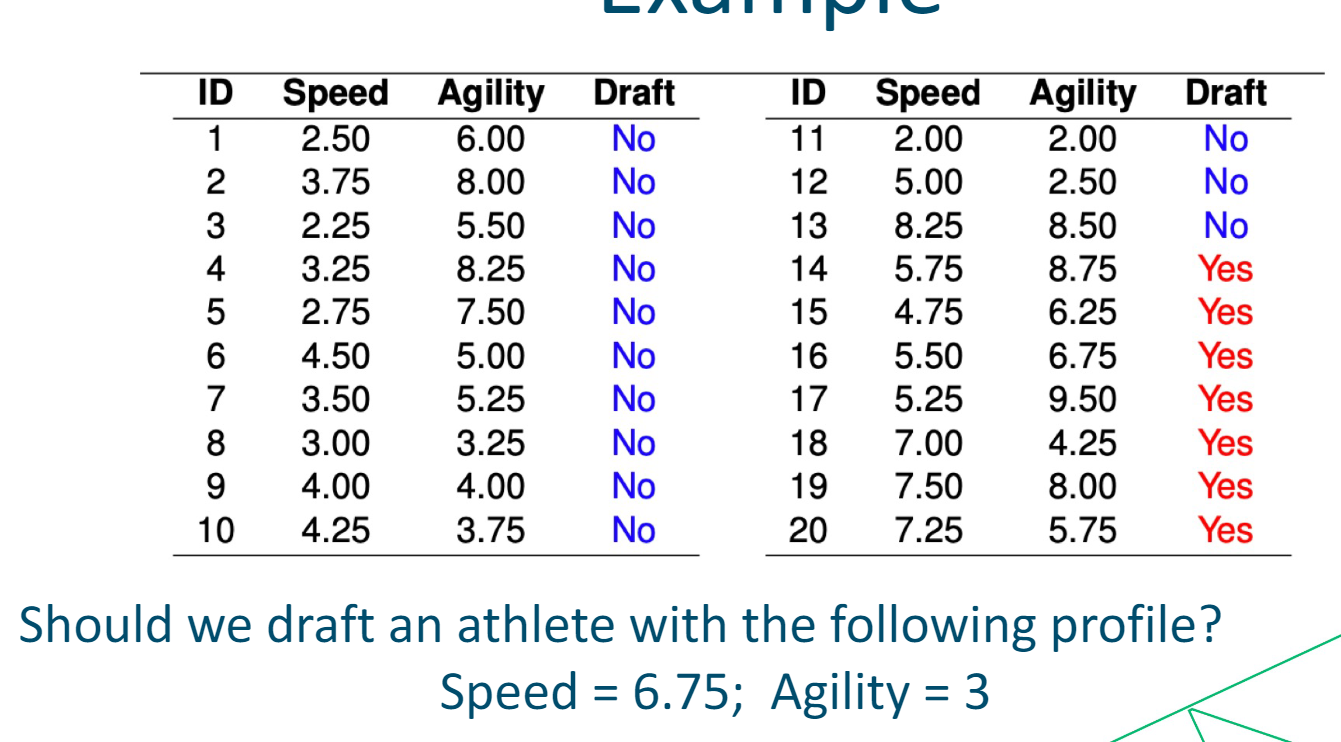 Example
ID Speed Agility Draft ID Speed Agility Draft
1 2.50 6.00 No 11 2.00 2.00 No
2 3.75 8.00 No 12 5.00 2.50 No
3 2.25 5.50 No 13 8.25 8.50 No
4 3.25 8.25 No 14 5.75 8.75 Yes
5 2.75 7.50 No 15 4.75 6.25 Yes
6 4.50 5.00 No 16 5.50 6.75 Yes
7 3.50 5.25 No 17 5.25 9.50 Yes
8 3.00 3.25 No 18 7.00 4.25 Yes
9 4.00 4.00 No 19 7.50 8.00 Yes
10 4.25 3.75 No 20 7.25 5.75 Yes
Should we draft an athlete with the following profile?
Speed = 6.75; Agility = 3